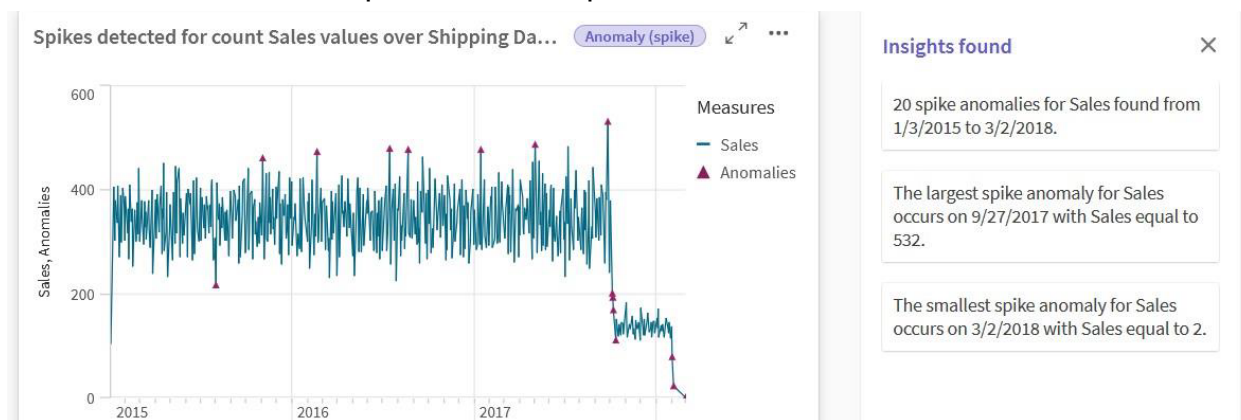 Spikes detected for count Sales values over Shipping Da...
Anomaly (spike)
600
400
200
0
Sales, Anomalies
2015
2016
2017
Measures
Sales
Anomalies
Insights found
20 spike anomalies for Sales found from
1/3/2015 to 3/2/2018.
The largest spike anomaly for Sales
occurs on 9/27/2017 with Sales equal to
532.
The smallest spike anomaly for Sales
occurs on 3/2/2018 with Sales equal to 2.